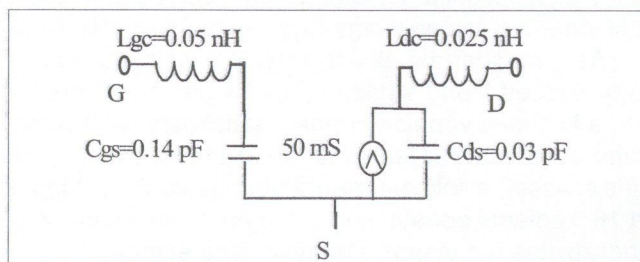 Lgc=0.05 nH
Ldc=0.025 nH
G
D
Cgs=0.14 pF
50 mS
Cds=0.03 pF
S